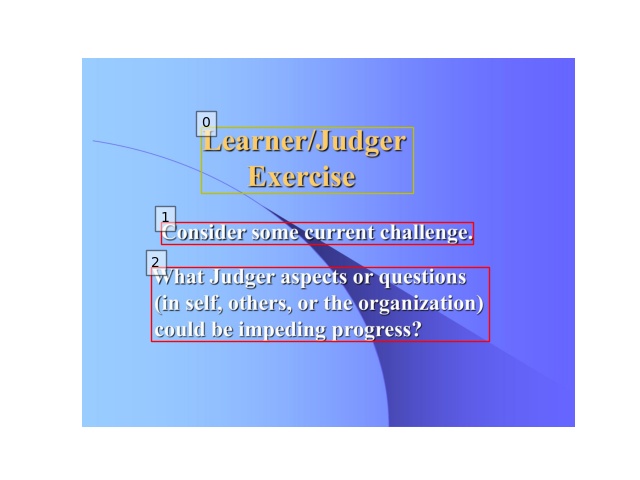 0
Learner/Judger
Exercise
1
Consider some current challenge.
2
What Judger aspects or questions
(in self, others, or the organization)
could be impeding progress?